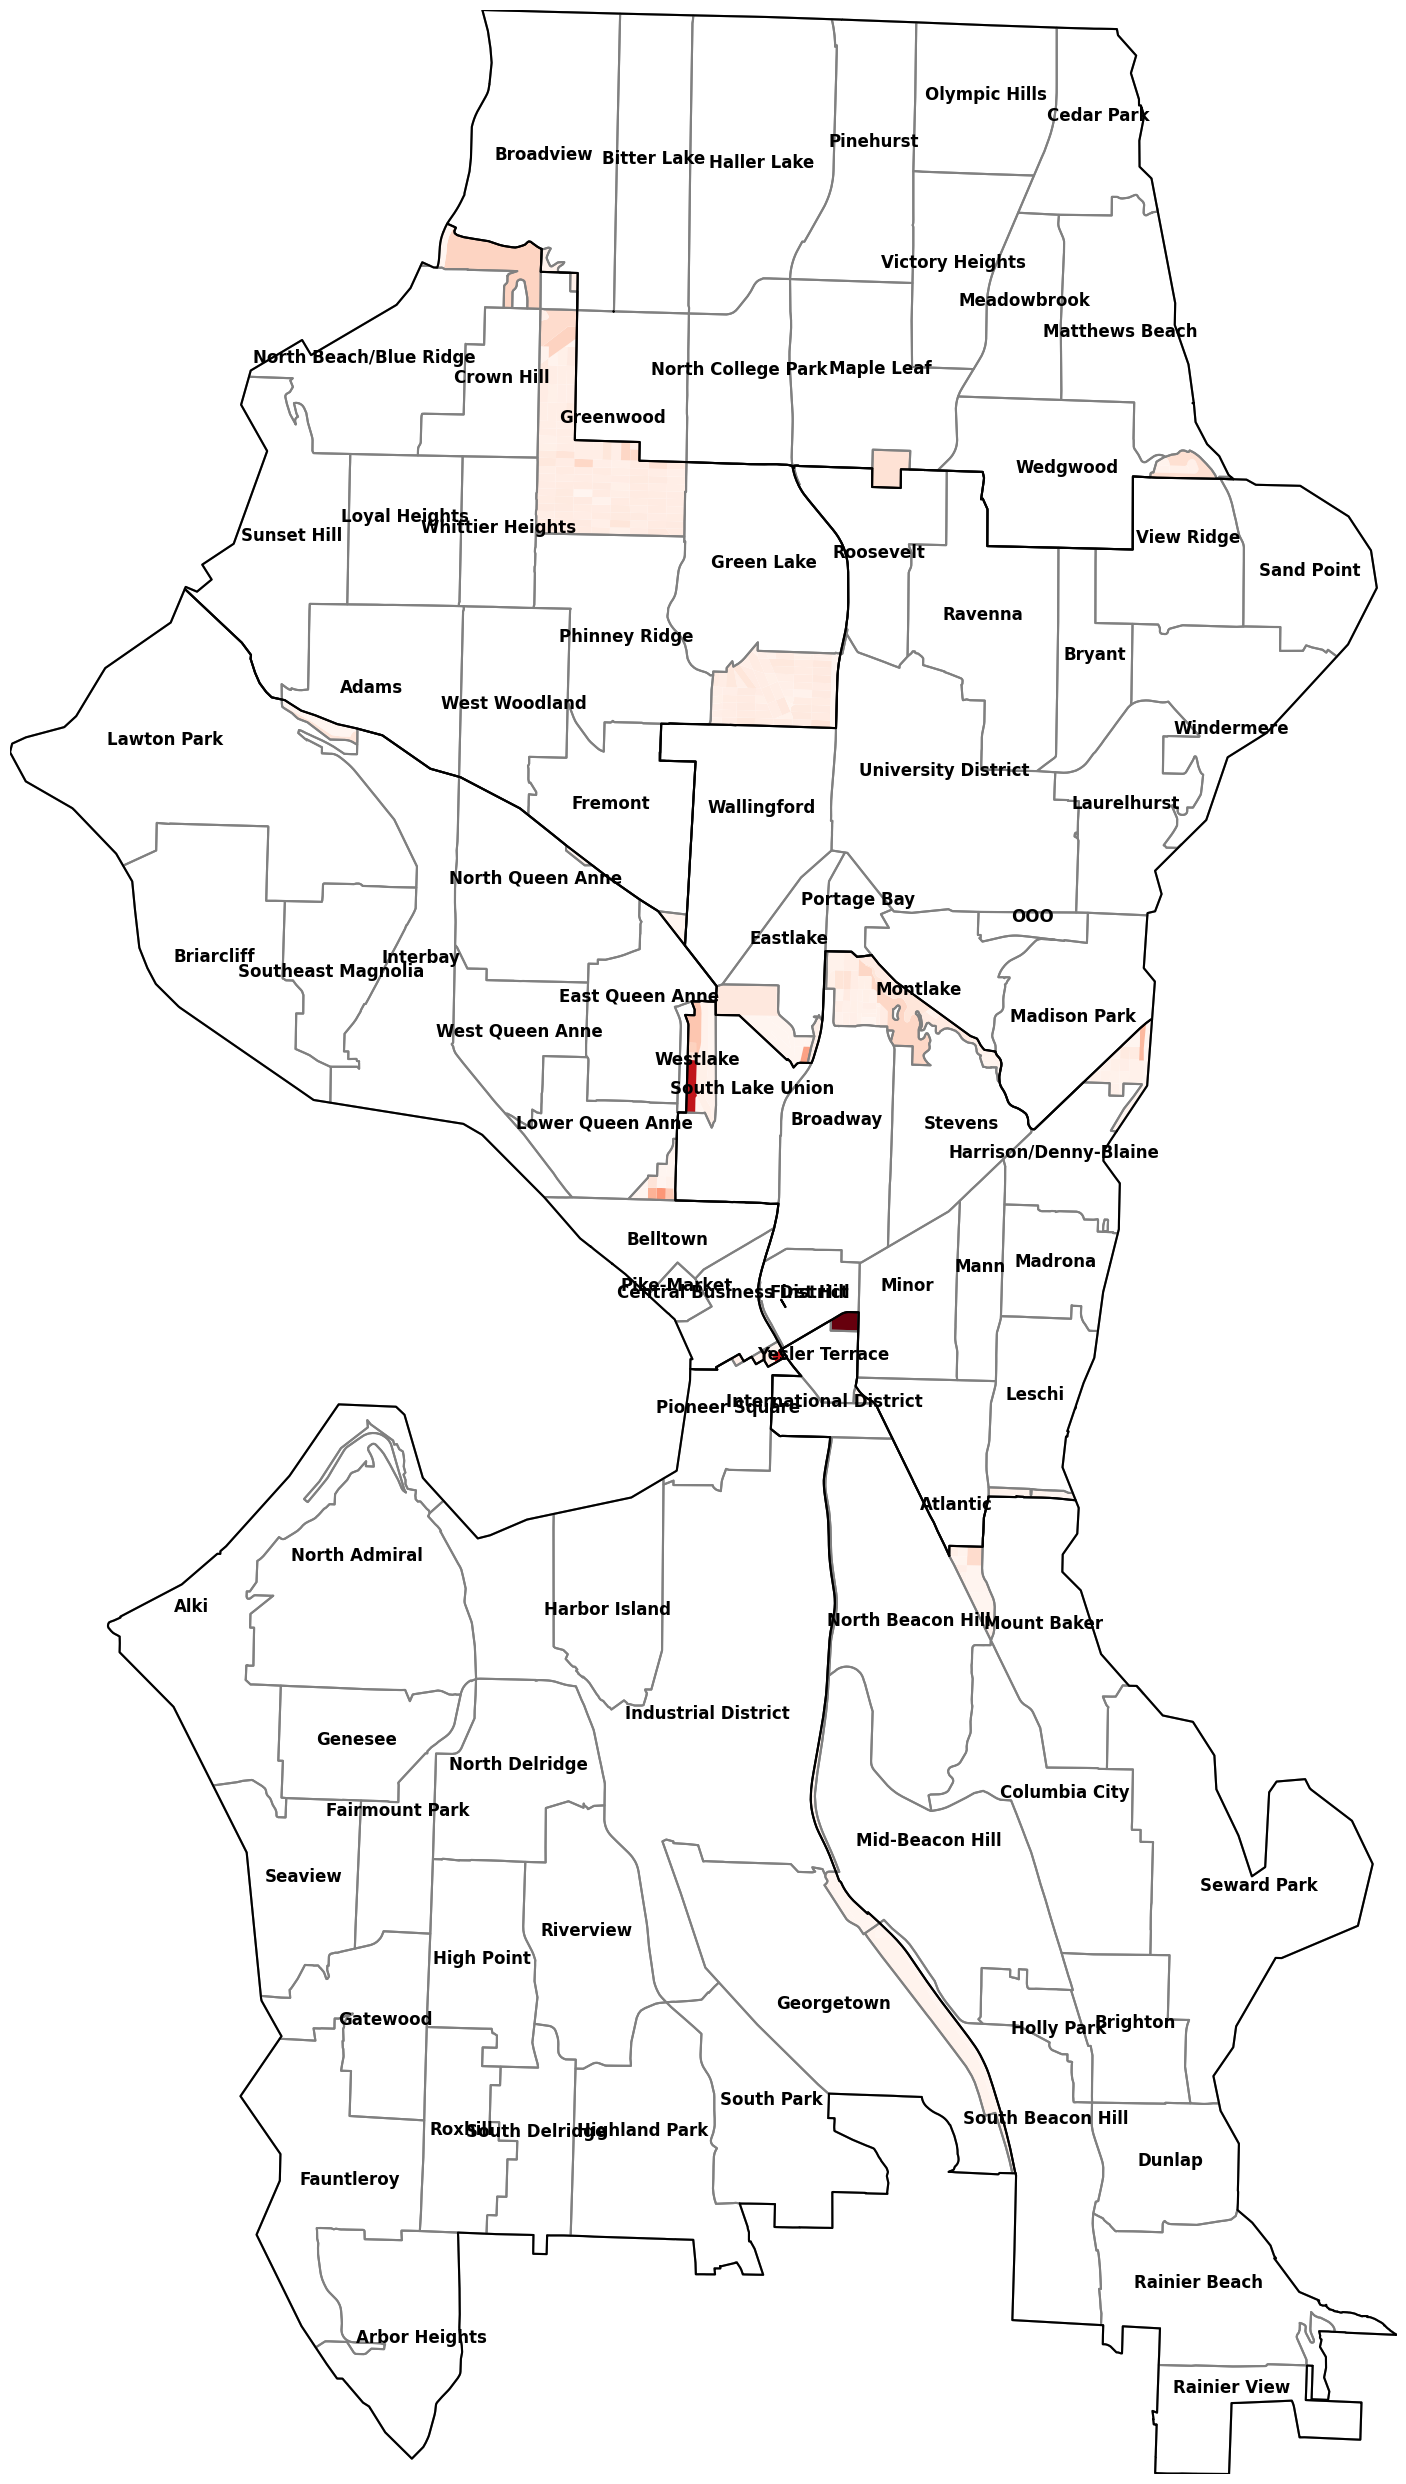 Olympic Hills
Cedar Park
Pinehurst
Broadview
Bitter Lake
Haller Lake
Victory Heights
Meadowbrook
Matthews Beach
North Beach/Blue Ridge
Crown Hill
North College Park
Maple Leaf
Greenwood
Wedgwood
Loyal Heights
Whittier Heights
Sunset Hill
View Ridge
Roosevelt
Green Lake
Sand Point
Ravenna
Phinney Ridge
Bryant
Adams
West Woodland
Windermere
Lawton Park
University District
Fremont
Wallingford
Laurelhurst
North Queen Anne
Portage Bay
OOO
Eastlake
Briarcliff
Interbay
Southeast Magnolia
Montlake
East Queen Anne
Madison Park
West Queen Anne
Westlake
South Lake Union
Broadway
Lower Queen Anne
Stevens
Harrison/Denny-Blaine
Belltown
Madrona
Mann
Pike-Market
Minor
Central Business District
First Hill
Yesler Terrace
Leschi
International District
Pioneer Square
Atlantic
North Admiral
Alki
Harbor Island
North Beacon Hill
Mount Baker
Industrial District
Genesee
North Delridge
Columbia City
Fairmount Park
Mid-Beacon Hill
Seaview
Seward Park
Riverview
High Point
Georgetown
Gatewood
Brighton
Holly Park
South Park
South Beacon Hill
Roxhill
South Delridge
Highland Park
Dunlap
Fauntleroy
Rainier Beach
Arbor Heights
Rainier View